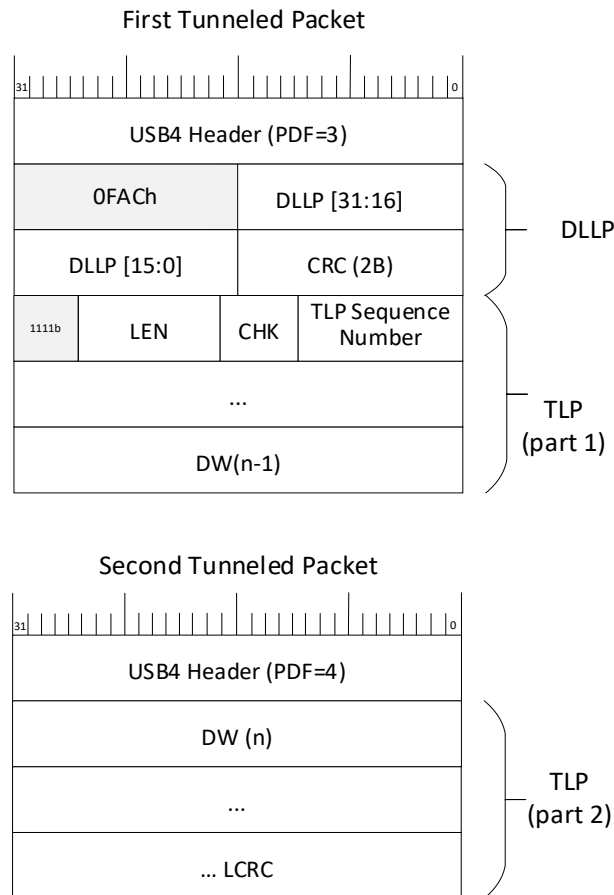 First Tunneled Packet
31 0
USB4 Header (PDF=3)
0FACh DLLP [31:16]
DLLP
DLLP [15:0] CRC (2B)
1111b LEN CHK TLP Sequence
Number
...
TLP
(part 1)
DW(n-1)
Second Tunneled Packet
31 0
USB4 Header (PDF=4)
DW (n)
...
TLP
(part 2)
... LCRC